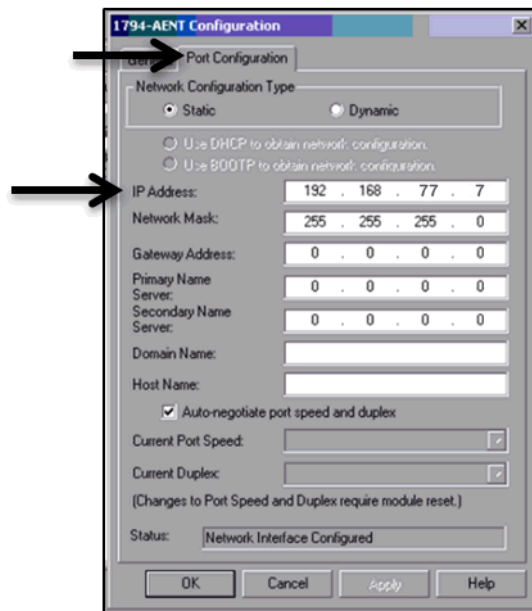 1794-AENT Configuration
Port Configuration
Network Configuration Type
Static Dynamic
Use DHCP to obtain network configuration.
Use BOOTP to obtain network configuration.
IP Address: 192 . 168 . 77 . 7
Network Mask: 255 . 255 . 255 . 0
Gateway Address: 0 . 0 . 0 . 0
Primary Name
Server: 0 . 0 . 0 . 0
Secondary Name
Server: 0 . 0 . 0 . 0
Domain Name:
Host Name:
Auto-negotiate port speed and duplex
Current Port Speed:
Current Duplex:
(Changes to Port Speed and Duplex require module reset.)
Status: Network Interface Configured
OK Cancel Apply Help